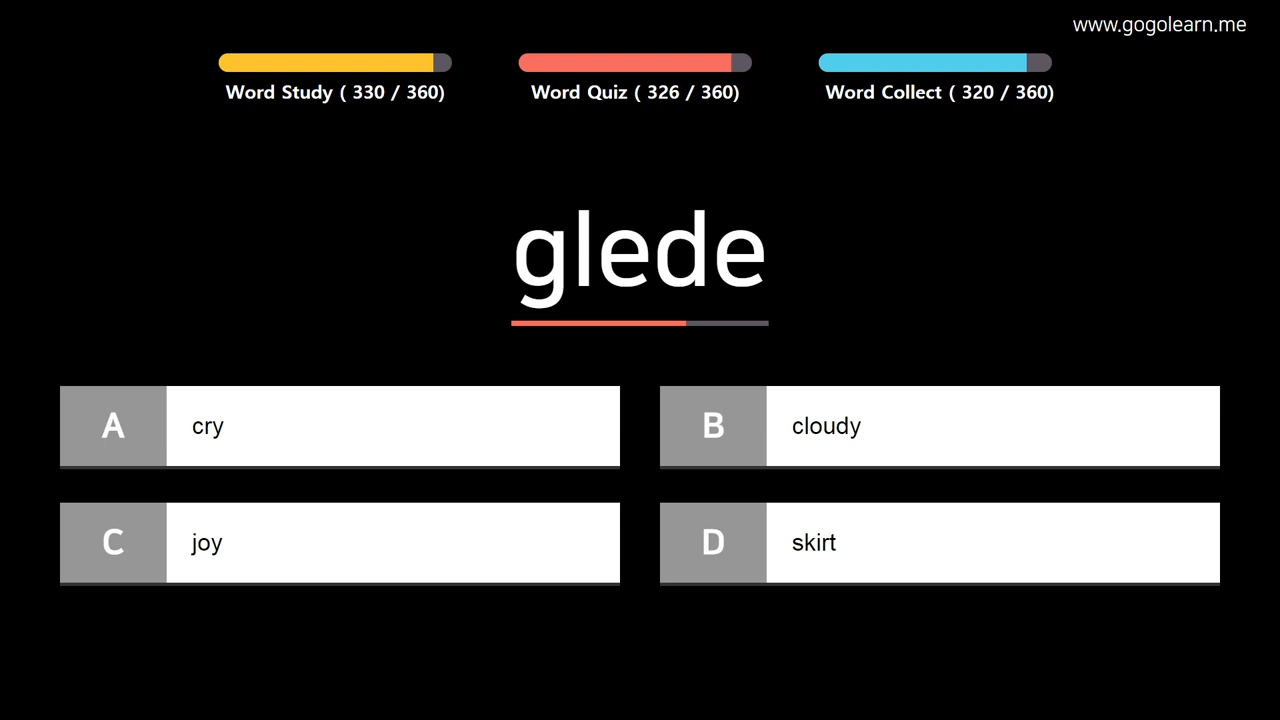 www.gogolearn.me
Word Study ( 330 / 360)
Word Quiz ( 326 / 360)
Word Collect ( 320 / 360)
glede
A cry
B cloudy
C joy
D skirt